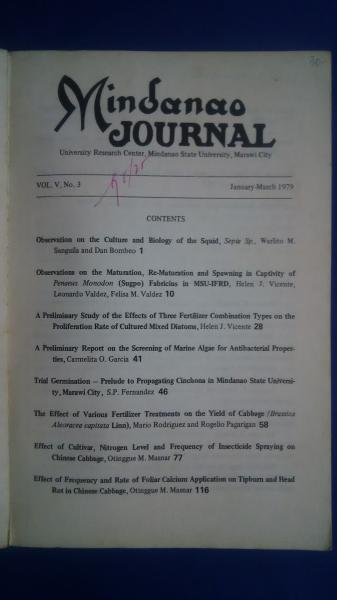 30-
Mindanao
JOURNAL
University Research Center, Mindanao State University, Marawi City
VOL. V, No. 3 January-March 1979
CONTENTS
Observation on the Culture and Biology of the Squid, Sepia Sp., Warlito M.
Sanguila and Dan Bombeo 1
Observations on the Maturation, Re-Maturation and Spawning in Captivity of
Penaeus Monodon (Sugpo) Fabricius in MSU-IFRD, Helen J. Vicente,
Leonardo Valdez, Felisa M. Valdez 10
A Preliminary Study of the Effects of Three Fertilizer Combination Types on the
Proliferation Rate of Cultured Mixed Diatoms, Helen J. Vicente 28
A Preliminary Report on the Screening of Marine Algae for Antibacterial Proper-
ties, Carmelita O. Garcia 41
Trial Germination — Prelude to Propagating Cinchona in Mindanao State Universi-
ty, Marawi City, S.P. Fernandez 46
The Effect of Various Fertilizer Treatments on the Yield of Cabbage (Brassica
Aleoracea capitata Linn), Mario Rodriguez and Rogelio Pagarigan 58
Effect of Cultivar, Nitrogen Level and Frequency of Insecticide Spraying on
Chinese Cabbage, Otinggue M. Masnar 77
Effect of Frequency and Rate of Foliar Calcium Application on Tipburn and Head
Rot in Chinese Cabbage, Otinggue M. Masnar 116